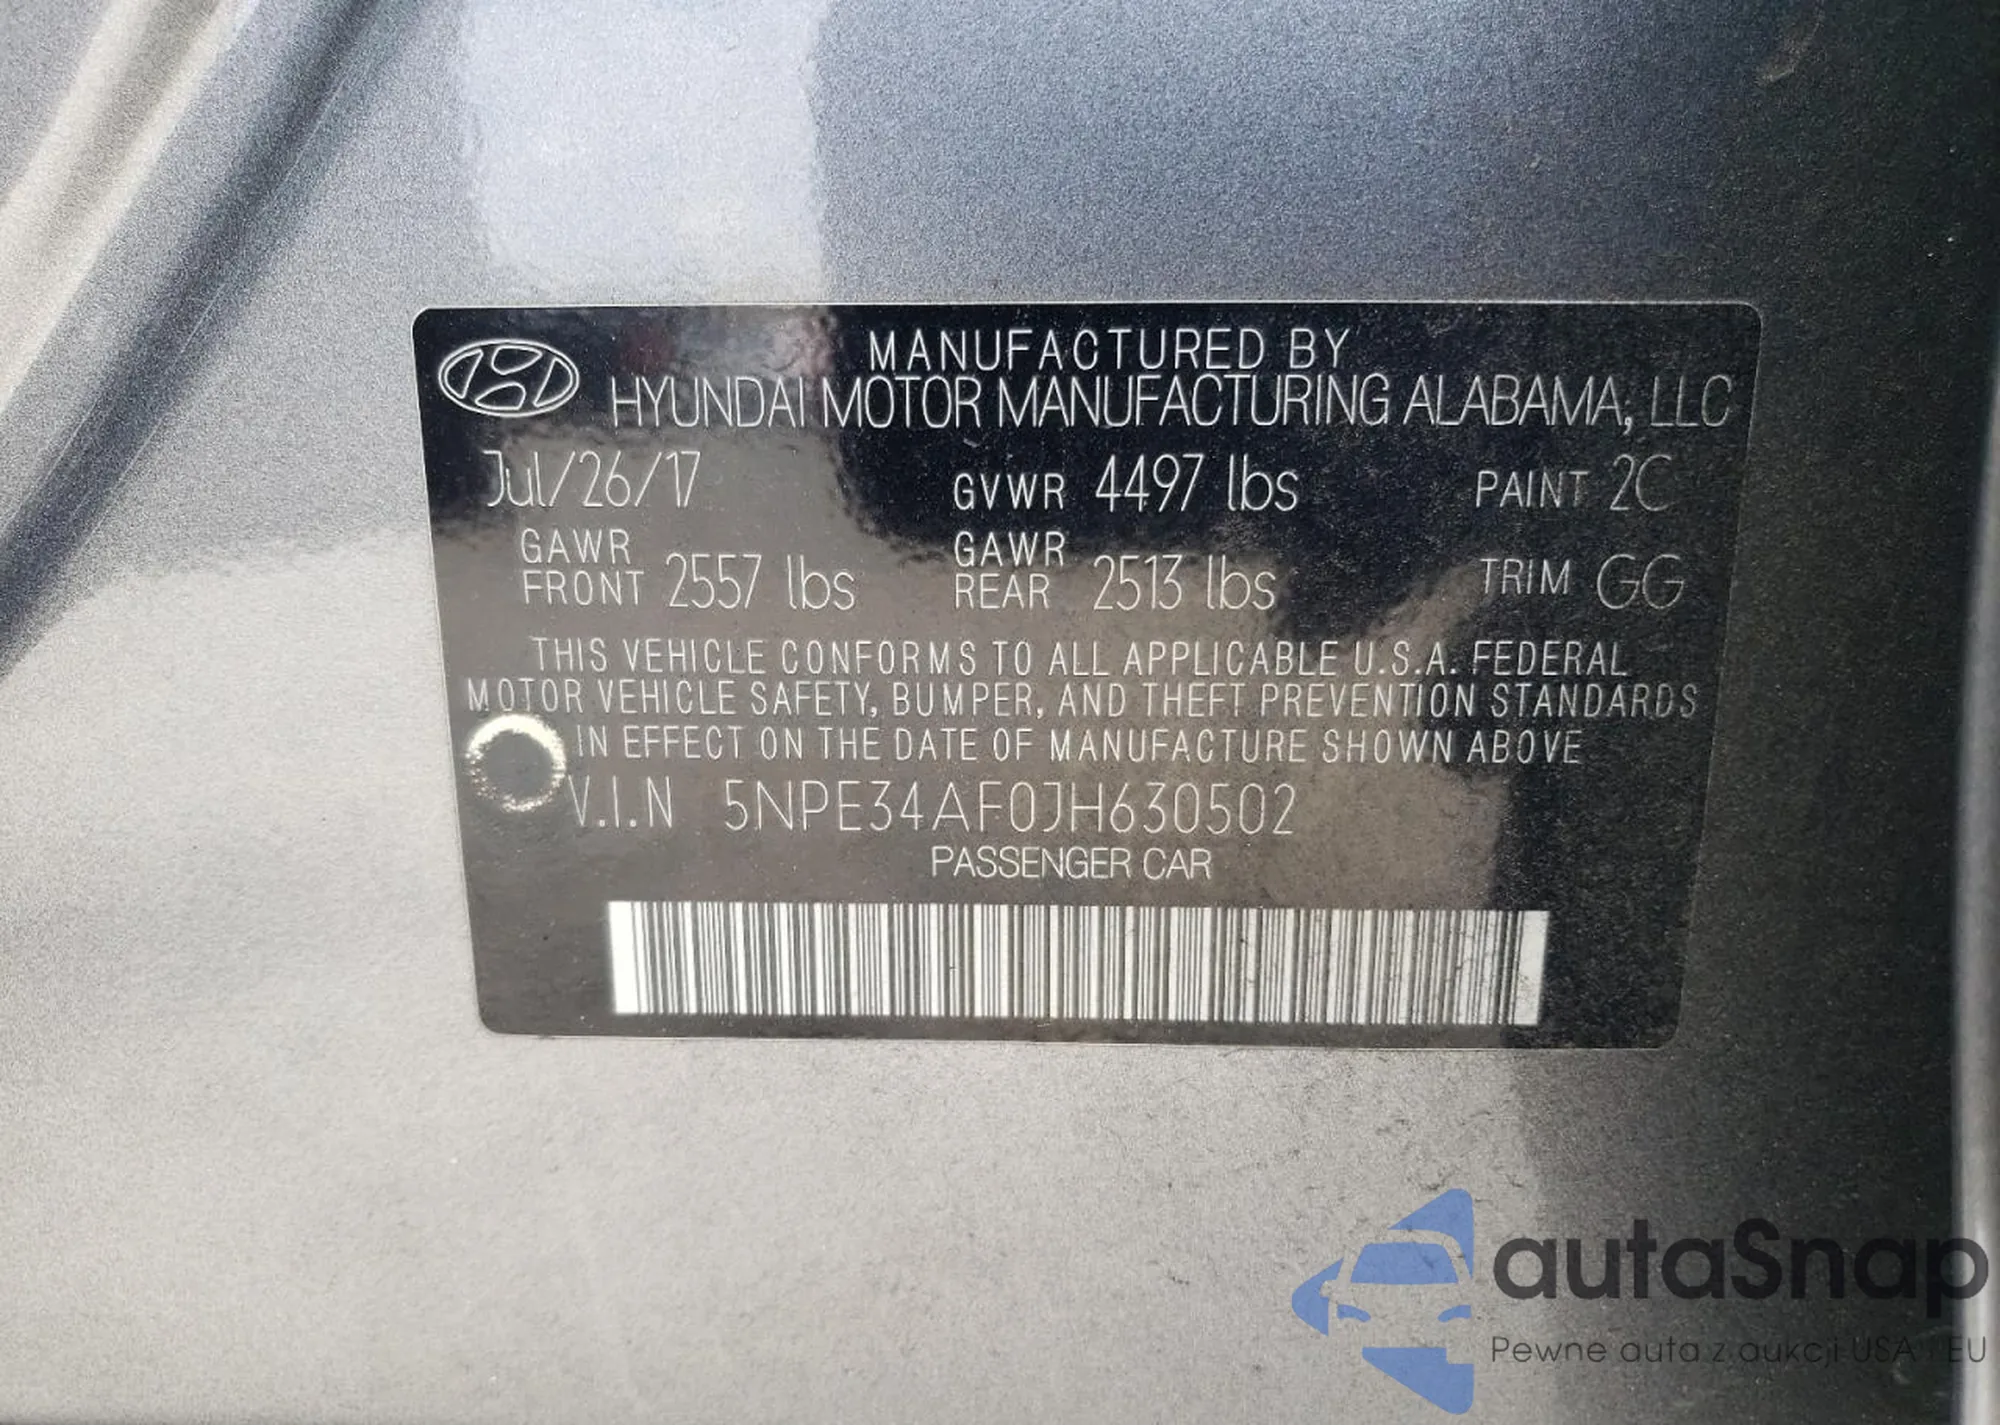 MANUFACTURED BY
HYUNDAI MOTOR MANUFACTURING ALABAMA, LLC
Jul/26/17 GVWR 4497 lbs PAINT 2C
GAWR FRONT 2557 lbs GAWR REAR 2513 lbs TRIM GG
THIS VEHICLE CONFORMS TO ALL APPLICABLE U.S.A. FEDERAL
MOTOR VEHICLE SAFETY, BUMPER, AND THEFT PREVENTION STANDARDS
IN EFFECT ON THE DATE OF MANUFACTURE SHOWN ABOVE
V.I.N 5NPE34AF0JH630502
PASSENGER CAR
autaSnap
Pewne auta z aukcji USA i EU